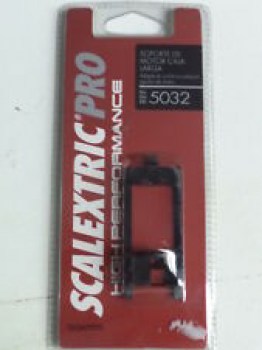 SCALEXTRIC PRO
HIGH PERFORMANCE
SOPORTE DE
MOTOR CAJA
LARGA
REF 5032